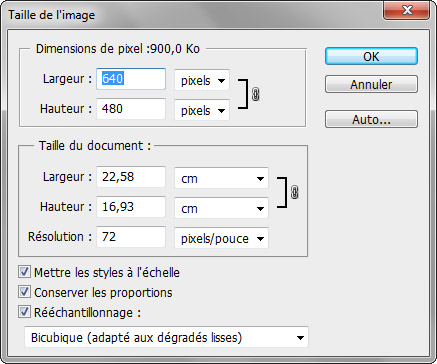 Taille de l'image
Dimensions de pixel :900,0 Ko
Largeur : 640 pixels
Hauteur : 480 pixels
OK
Annuler
Auto...
Taille du document :
Largeur : 22,58 cm
Hauteur : 16,93 cm
Résolution : 72 pixels/pouce
Mettre les styles à l'échelle
Conserver les proportions
Rééchantillonnage :
Bicubique (adapté aux dégradés lisses)